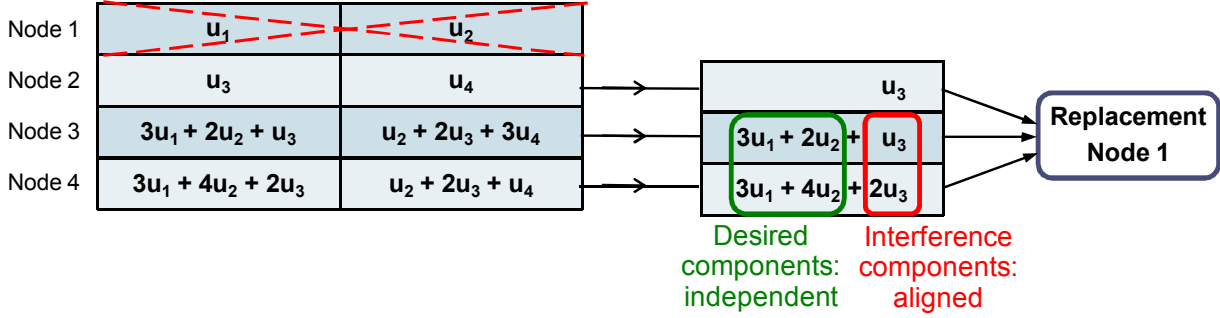 Node 1 u₁ u₂
Node 2 u₃ u₄
Node 3 3u₁ + 2u₂ + u₃ u₂ + 2u₃ + 3u₄
Node 4 3u₁ + 4u₂ + 2u₃ u₂ + 2u₃ + u₄
u₃
3u₁ + 2u₂ + u₃
3u₁ + 4u₂ + 2u₃
Desired
components:
independent
Interference
components:
aligned
Replacement
Node 1